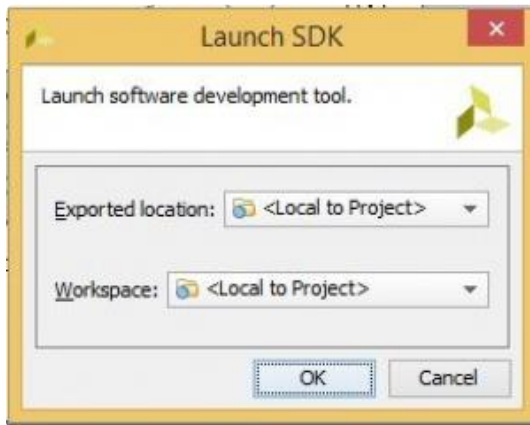 Launch SDK
Launch software development tool.
Exported location: <Local to Project>
Workspace: <Local to Project>
OK Cancel